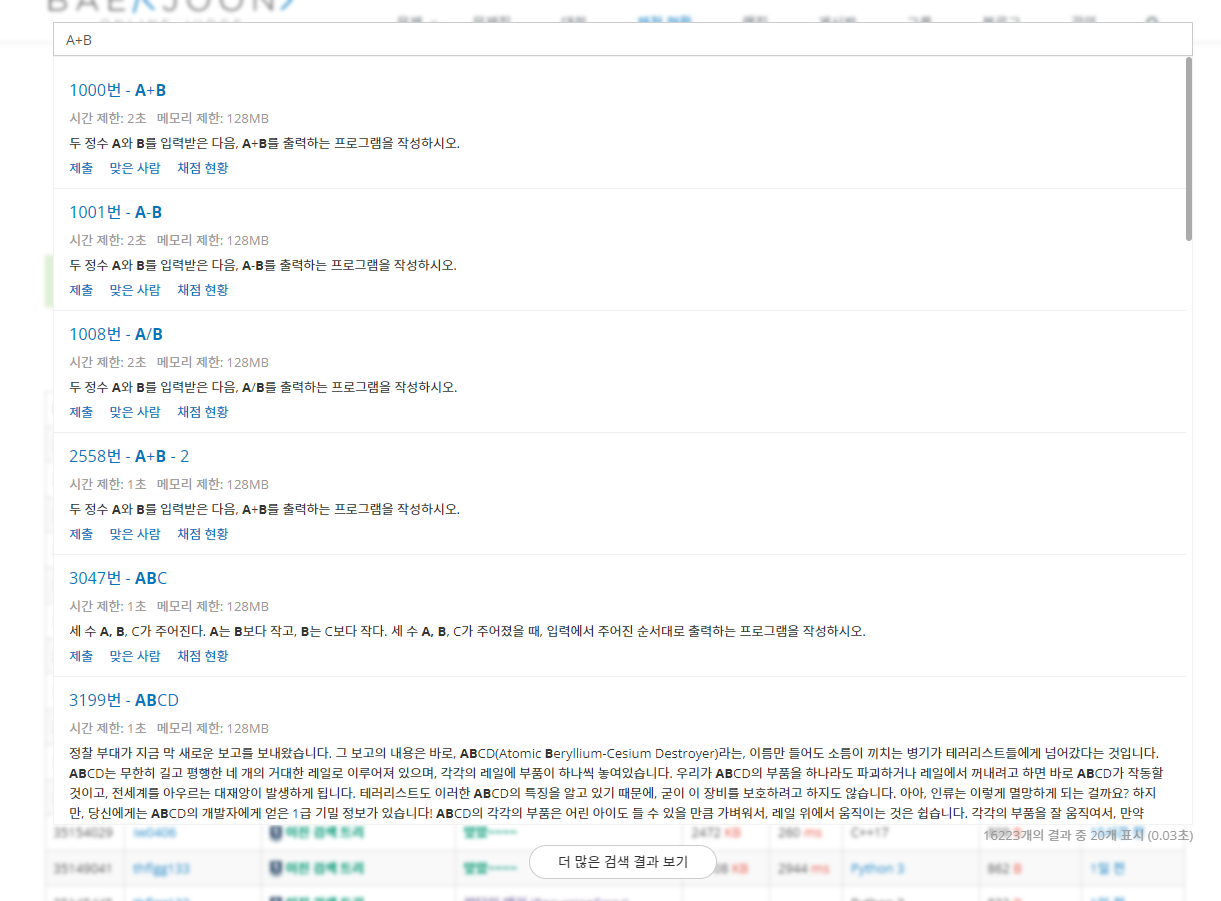 A+B
1000번 - A+B
시간 제한: 2초 메모리 제한: 128MB
두 정수 A와 B를 입력받은 다음, A+B를 출력하는 프로그램을 작성하시오.
제출 맞은 사람 채점 현황
1001번 - A-B
시간 제한: 2초 메모리 제한: 128MB
두 정수 A와 B를 입력받은 다음, A-B를 출력하는 프로그램을 작성하시오.
제출 맞은 사람 채점 현황
1008번 - A/B
시간 제한: 2초 메모리 제한: 128MB
두 정수 A와 B를 입력받은 다음, A/B를 출력하는 프로그램을 작성하시오.
제출 맞은 사람 채점 현황
2558번 - A+B - 2
시간 제한: 1초 메모리 제한: 128MB
두 정수 A와 B를 입력받은 다음, A+B를 출력하는 프로그램을 작성하시오.
제출 맞은 사람 채점 현황
3047번 - ABC
시간 제한: 1초 메모리 제한: 128MB
세 수 A, B, C가 주어진다. A는 B보다 작고, B는 C보다 작다. 세 수 A, B, C가 주어졌을 때, 입력에서 주어진 순서대로 출력하는 프로그램을 작성하시오.
제출 맞은 사람 채점 현황
3199번 - ABCD
시간 제한: 1초 메모리 제한: 128MB
정찰 부대가 지금 막 새로운 보고를 보내왔습니다. 그 보고의 내용은 바로, ABCD(Atomic Beryllium-Cesium Destroyer)라는, 이름만 들어도 소름이 끼치는 병기가 테러리스트들에게 넘어갔다는 것입니다.
ABCD는 무한히 길고 평행한 네 개의 거대한 레일로 이루어져 있으며, 각각의 레일에 부품이 하나씩 놓여있습니다. 우리가 ABCD의 부품을 하나라도 파괴하거나 레일에서 꺼내려고 하면 바로 ABCD가 작동할
것이고, 전세계를 아우르는 대재앙이 발생하게 됩니다. 테러리스트도 이러한 ABCD의 특징을 알고 있기 때문에, 굳이 이 장비를 보호하려고 하지도 않습니다. 아아, 인류는 이렇게 멸망하게 되는 걸까요? 하지
만, 당신에게는 ABCD의 개발자에게 얻은 1급 기밀 정보가 있습니다! ABCD의 각각의 부품은 어린 아이도 들 수 있을 만큼 가벼워서, 레일 위에서 움직이는 것은 쉽습니다. 각각의 부품을 잘 움직여서, 만약
16223개의 결과 중 20개 표시 (0.03초)
더 많은 검색 결과 보기
35149041 2944 ms Python 3 862 B 1일 전